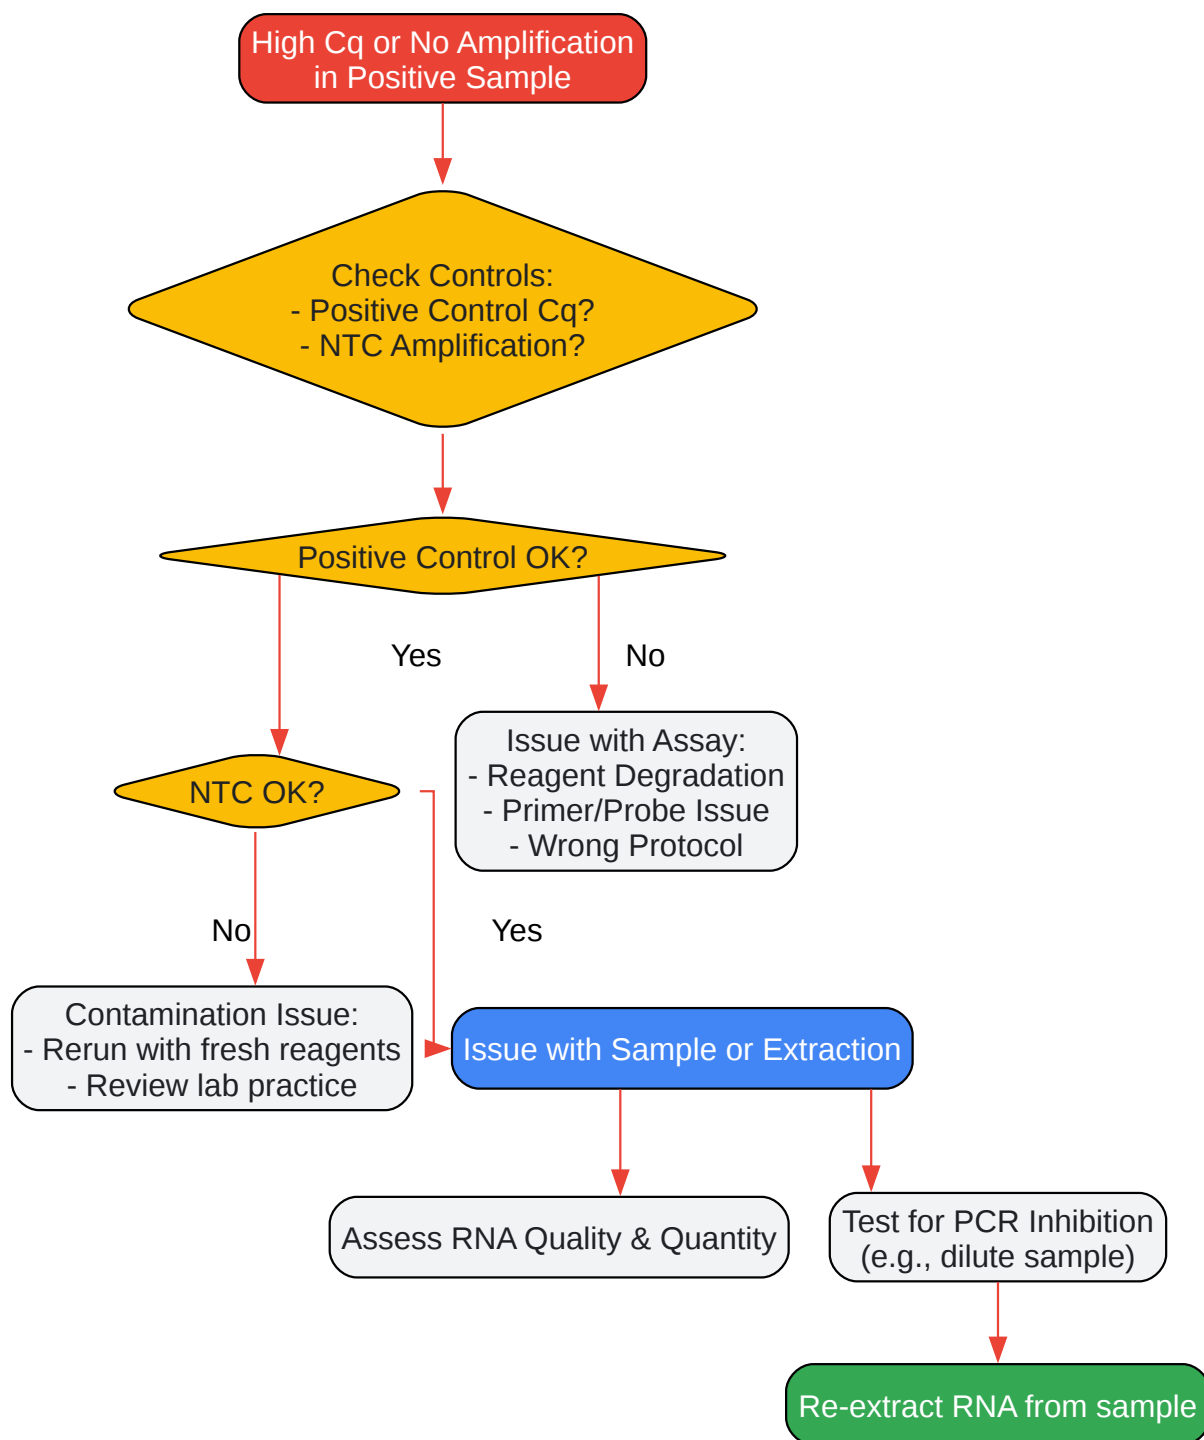 High Cq or No Amplification
in Positive Sample
Check Controls:
- Positive Control Cq?
- NTC Amplification?
Positive Control OK?
Yes
No
Issue with Assay:
- Reagent Degradation
- Primer/Probe Issue
- Wrong Protocol
NTC OK?
No
Yes
Contamination Issue:
- Rerun with fresh reagents
- Review lab practice
Issue with Sample or Extraction
Assess RNA Quality & Quantity
Test for PCR Inhibition
(e.g., dilute sample)
Re-extract RNA from sample